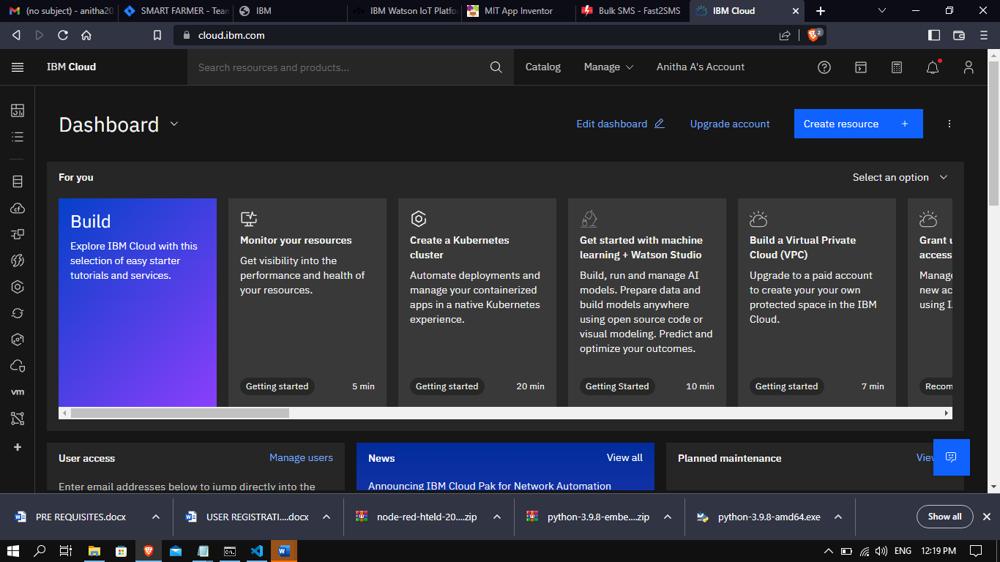 (no subject) - anitha20
SMART FARMER - Team
IBM
IBM Watson IoT Platfo
MIT App Inventor
Bulk SMS - Fast2SMS
IBM Cloud
cloud.ibm.com
2
IBM Cloud
Search resources and products...
Catalog
Manage
Anitha A's Account
Dashboard
Edit dashboard
Upgrade account
Create resource +
For you
Select an option
Build
Explore IBM Cloud with this
selection of easy starter
tutorials and services.
Monitor your resources
Get visibility into the
performance and health of
your resources.
Getting started
5 min
Create a Kubernetes
cluster
Automate deployments and
manage your containerized
apps in a native Kubernetes
experience.
Getting started
20 min
Get started with machine
learning + Watson Studio
Build, run and manage AI
models. Prepare data and
build models anywhere
using open source code or
visual modeling. Predict and
optimize your outcomes.
Getting Started
10 min
Build a Virtual Private
Cloud (VPC)
Upgrade to a paid account
to create your your own
protected space in the IBM
Cloud.
Getting started
7 min
Grant u
access
Manage
new ac
using I.
Recom
cf
vm
User access
Manage users
Enter email addresses below to jump directly into the
News
View all
Announcing IBM Cloud Pak for Network Automation
Planned maintenance
View
PRE REQUISITES.docx
USER REGISTRATI....docx
node-red-hteld-20....zip
python-3.9.8-embe....zip
python-3.9.8-amd64.exe
Show all
ENG
12:19 PM